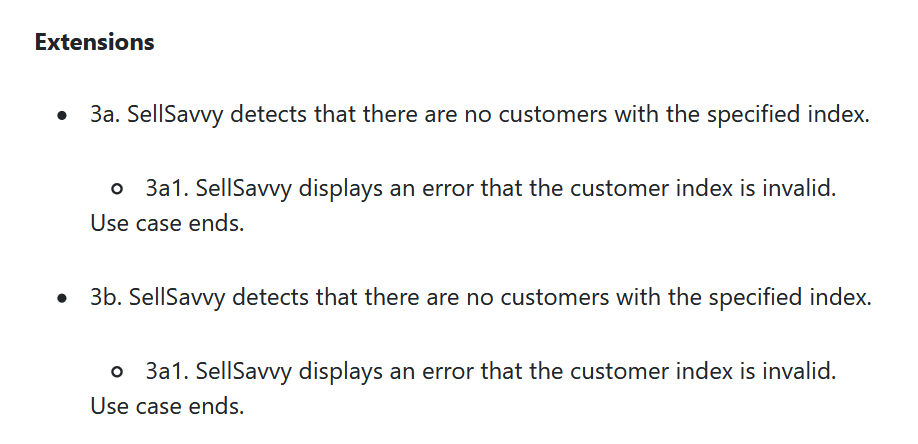 Extensions
3a. SellSavvy detects that there are no customers with the specified index.
3a1. SellSavvy displays an error that the customer index is invalid.
Use case ends.
3b. SellSavvy detects that there are no customers with the specified index.
3a1. SellSavvy displays an error that the customer index is invalid.
Use case ends.